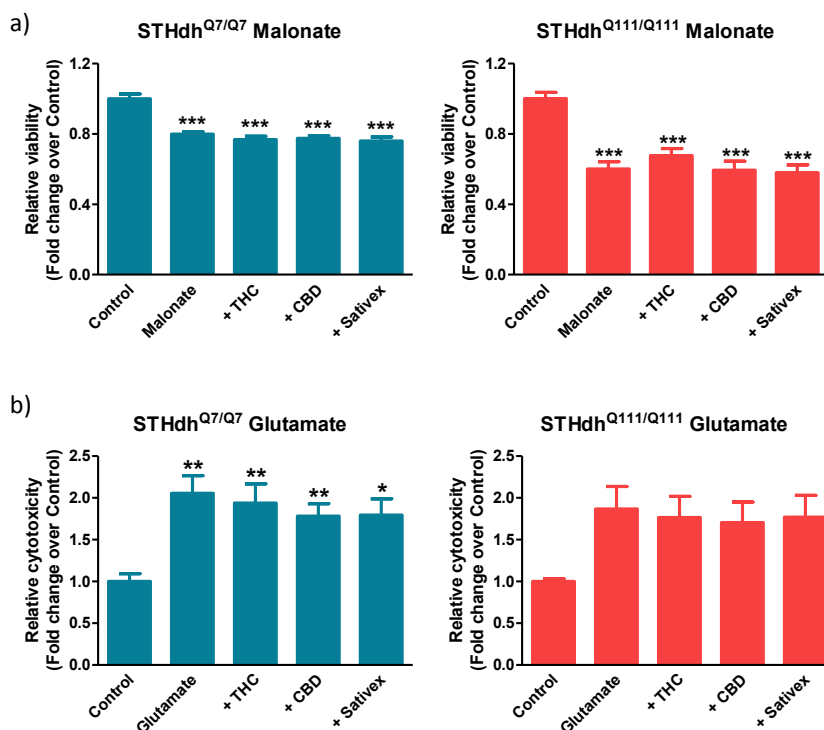 a)
STHdhQ7/Q7 Malonate
Relative viability
(Fold change over Control)
1.2
0.8
0.4
0.0
*** *** *** ***
Control Malonate + THC + CBD + Sativex
STHdhQ111/Q111 Malonate
Relative viability
(Fold change over Control)
1.2
0.8
0.4
0.0
*** *** *** ***
Control Malonate + THC + CBD + Sativex
b)
STHdhQ7/Q7 Glutamate
Relative cytotoxicity
(Fold change over Control)
2.5
2.0
1.5
1.0
0.5
0.0
** ** ** *
Control Glutamate + THC + CBD + Sativex
STHdhQ111/Q111 Glutamate
Relative cytotoxicity
(Fold change over Control)
2.5
2.0
1.5
1.0
0.5
0.0
Control Glutamate + THC + CBD + Sativex